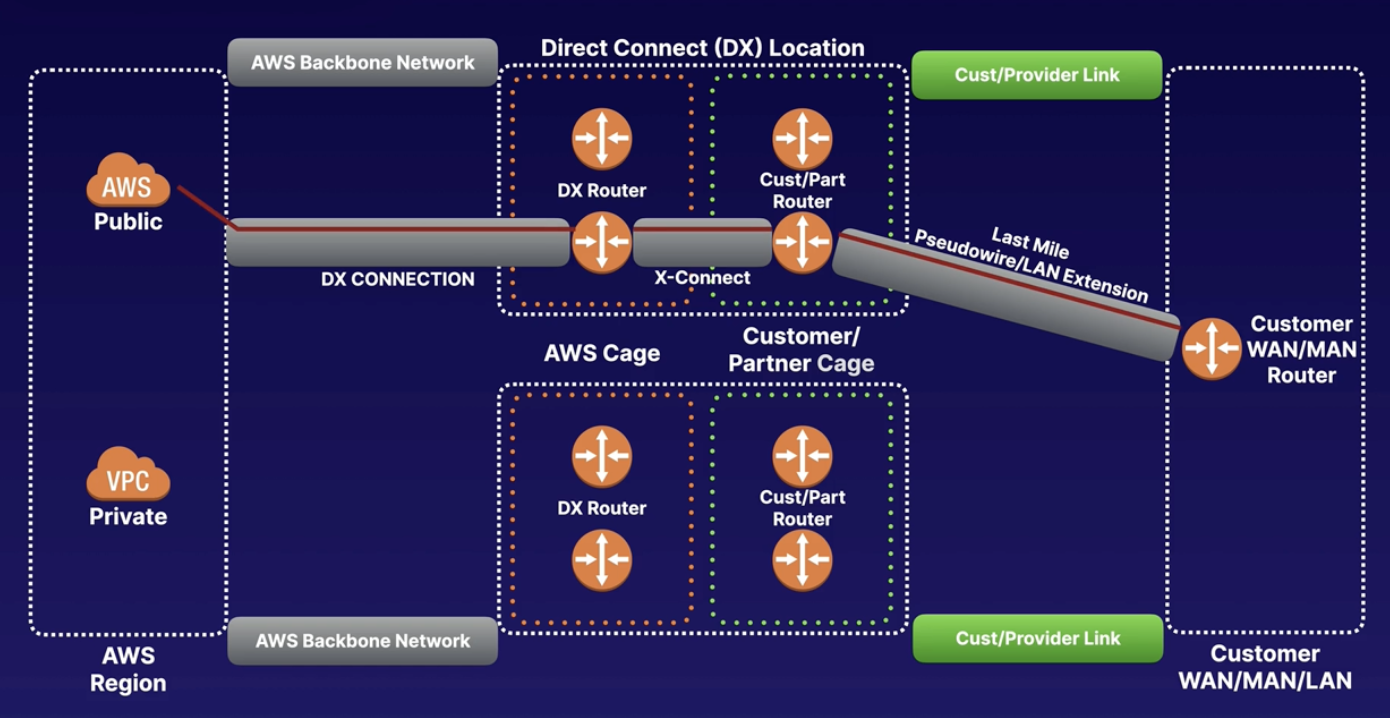 Direct Connect (DX) Location
AWS Backbone Network
Cust/Provider Link
AWS
Public
DX Router
Cust/Part
Router
DX CONNECTION
X-Connect
Last Mile
Pseudowire/LAN Extension
Customer
WAN/MAN
Router
AWS Cage
Customer/
Partner Cage
VPC
Private
DX Router
Cust/Part
Router
AWS Backbone Network
Cust/Provider Link
AWS
Region
Customer
WAN/MAN/LAN